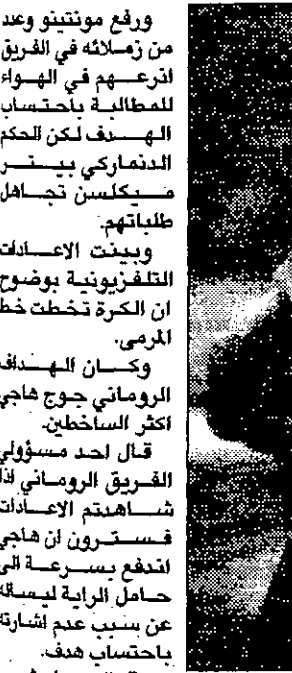 ورفع مونتينو وعدد
من زملائه في الفريق
اذرعهم في الهواء
للمطالبة باحتساب
الهدف لكن الحكم
الدنماركي بيتر
ميكلسن تجاهل
طلباتهم.
وبينت الاعادات
التلفزيونية بوضوح
ان الكرة تخطت خط
المرمى.
وكان الهداف
الروماني جورج هاجي
اكثر الساخطين.
قال احد مسؤولي
الفريق الروماني اذا
شاهدتم الاعادات
فسترون ان هاجي
اندفع بسرعة الى
حامل الراية ليسأله
عن سبب عدم اشارته
باحتساب هدف.